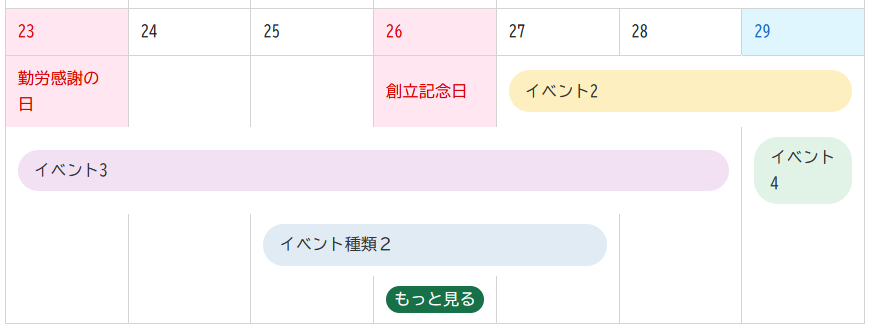 23 24 25 26 27 28 29
勤労感謝の
日
創立記念日
イベント2
イベント3
イベント
4
イベント種類２
もっと見る